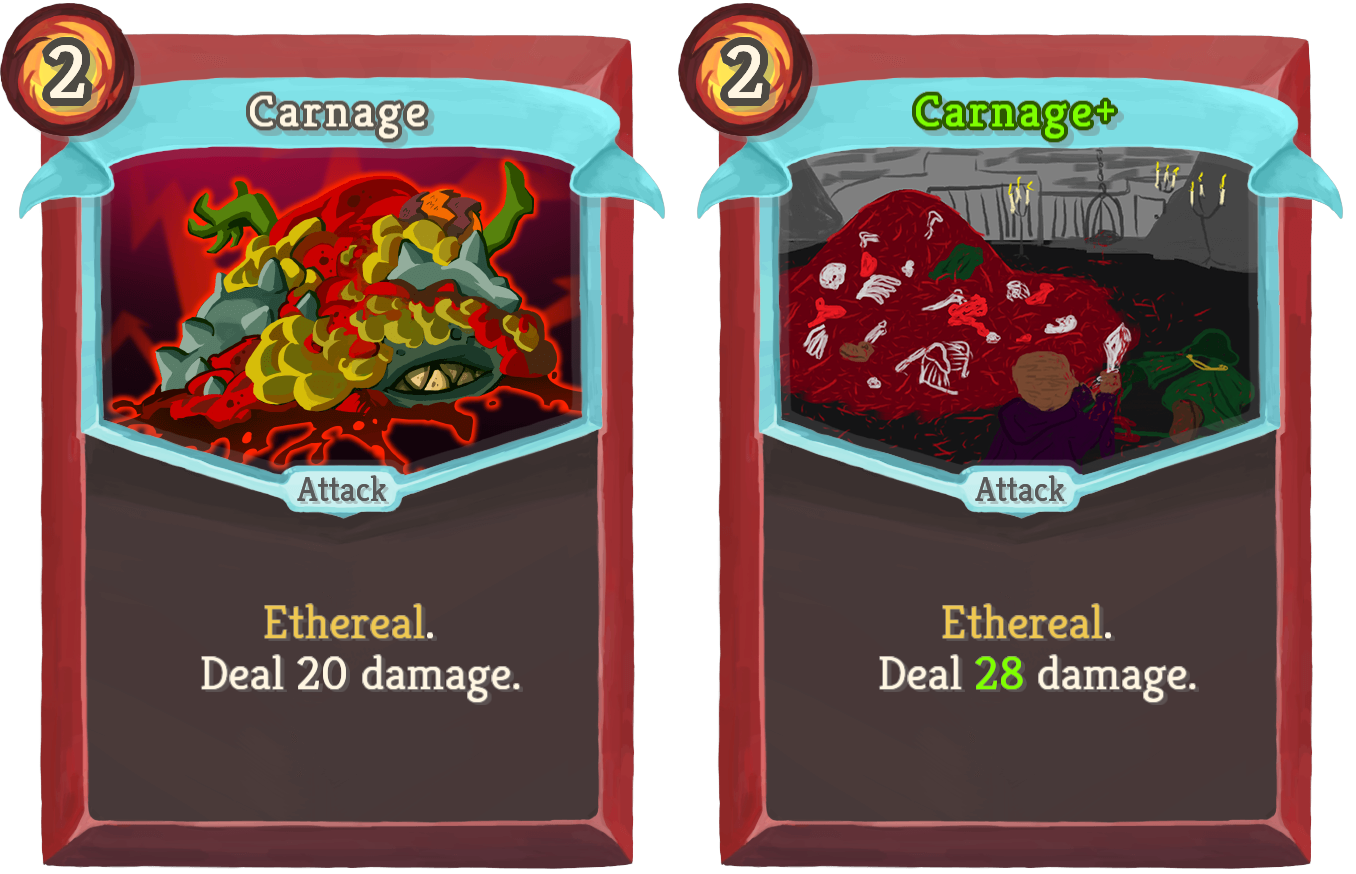 2
Carnage
Attack
Ethereal.
Deal 20 damage.
2
Carnage+
Attack
Ethereal.
Deal 28 damage.